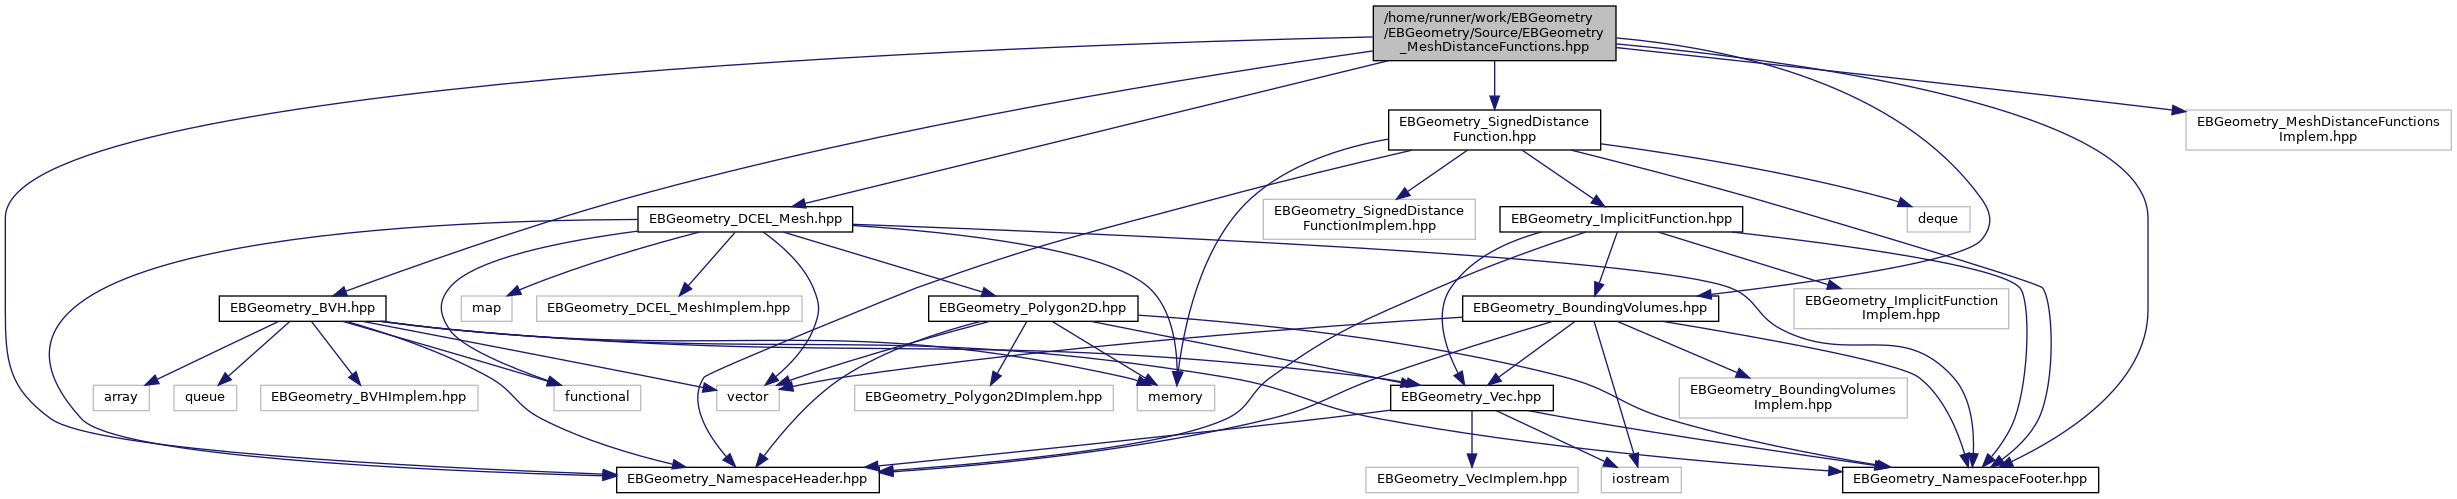 /home/runner/work/EBGeometry
/EBGeometry/Source/EBGeometry
_MeshDistanceFunctions.hpp
EBGeometry_SignedDistance
Function.hpp
EBGeometry_MeshDistanceFunctions
Implem.hpp
EBGeometry_DCEL_Mesh.hpp
EBGeometry_SignedDistance
FunctionImplem.hpp
EBGeometry_ImplicitFunction.hpp
deque
EBGeometry_BVH.hpp
map
EBGeometry_DCEL_MeshImplem.hpp
EBGeometry_Polygon2D.hpp
EBGeometry_BoundingVolumes.hpp
EBGeometry_ImplicitFunction
Implem.hpp
array
queue
EBGeometry_BVHImplem.hpp
functional
vector
EBGeometry_Polygon2DImplem.hpp
memory
EBGeometry_Vec.hpp
EBGeometry_BoundingVolumes
Implem.hpp
EBGeometry_NamespaceHeader.hpp
EBGeometry_VecImplem.hpp
iostream
EBGeometry_NamespaceFooter.hpp